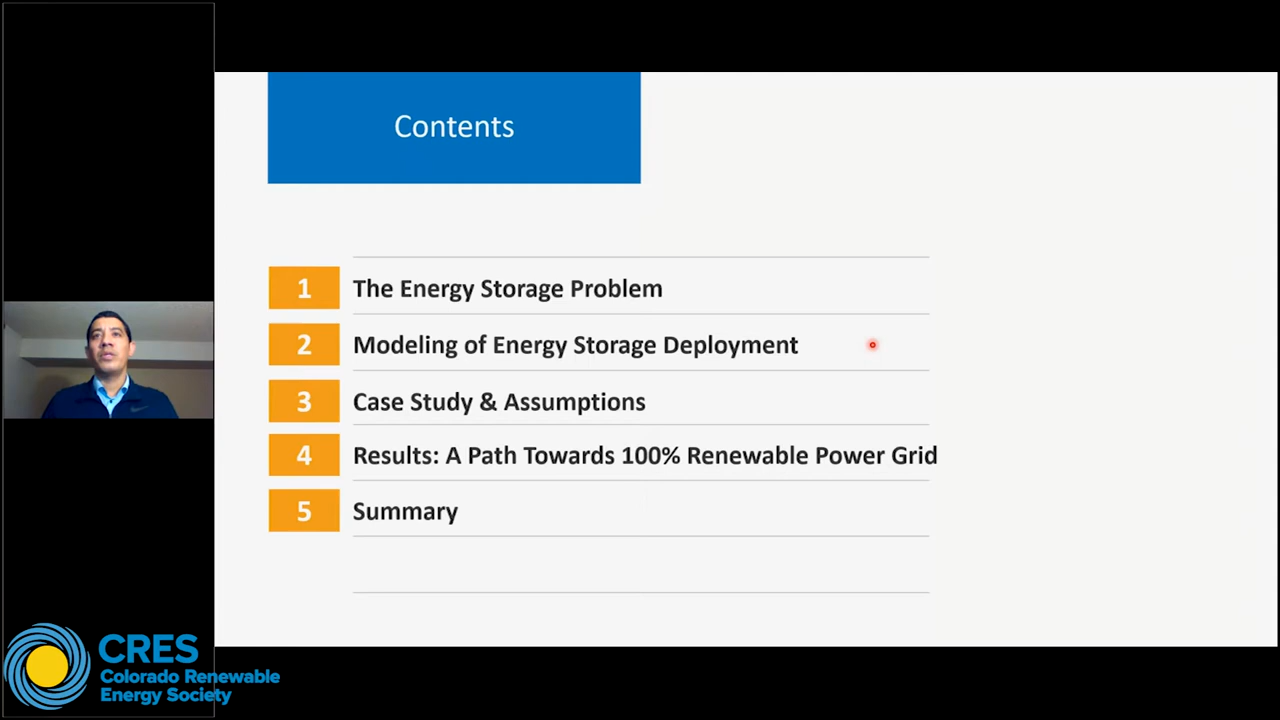 Contents
1 The Energy Storage Problem
2 Modeling of Energy Storage Deployment
3 Case Study & Assumptions
4 Results: A Path Towards 100% Renewable Power Grid
5 Summary
CRES
Colorado Renewable
Energy Society